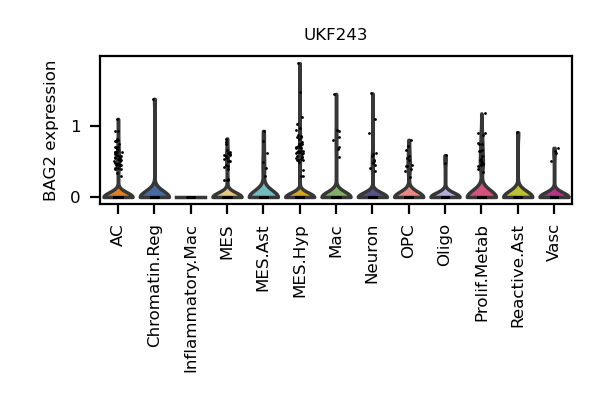 UKF243
BAG2 expression
1
0
AC
Chromatin.Reg
Inflammatory.Mac
MES
MES.Ast
MES.Hyp
Mac
Neuron
OPC
Oligo
Prolif.Metab
Reactive.Ast
Vasc